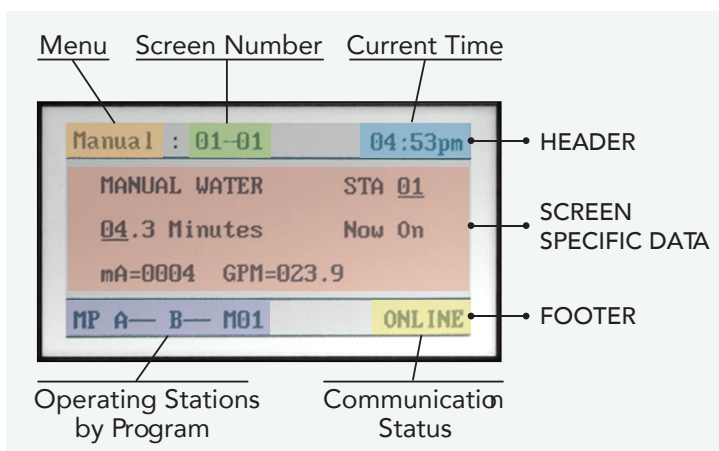 Menu Screen Number Current Time
Manual : 01-01 04:53pm
HEADER
MANUAL WATER STA 01
04.3 Minutes Now On
SCREEN
SPECIFIC DATA
mA=0004 GPM=023.9
MP A-- B-- M01 ONLINE
FOOTER
Operating Stations
by Program
Communication
Status